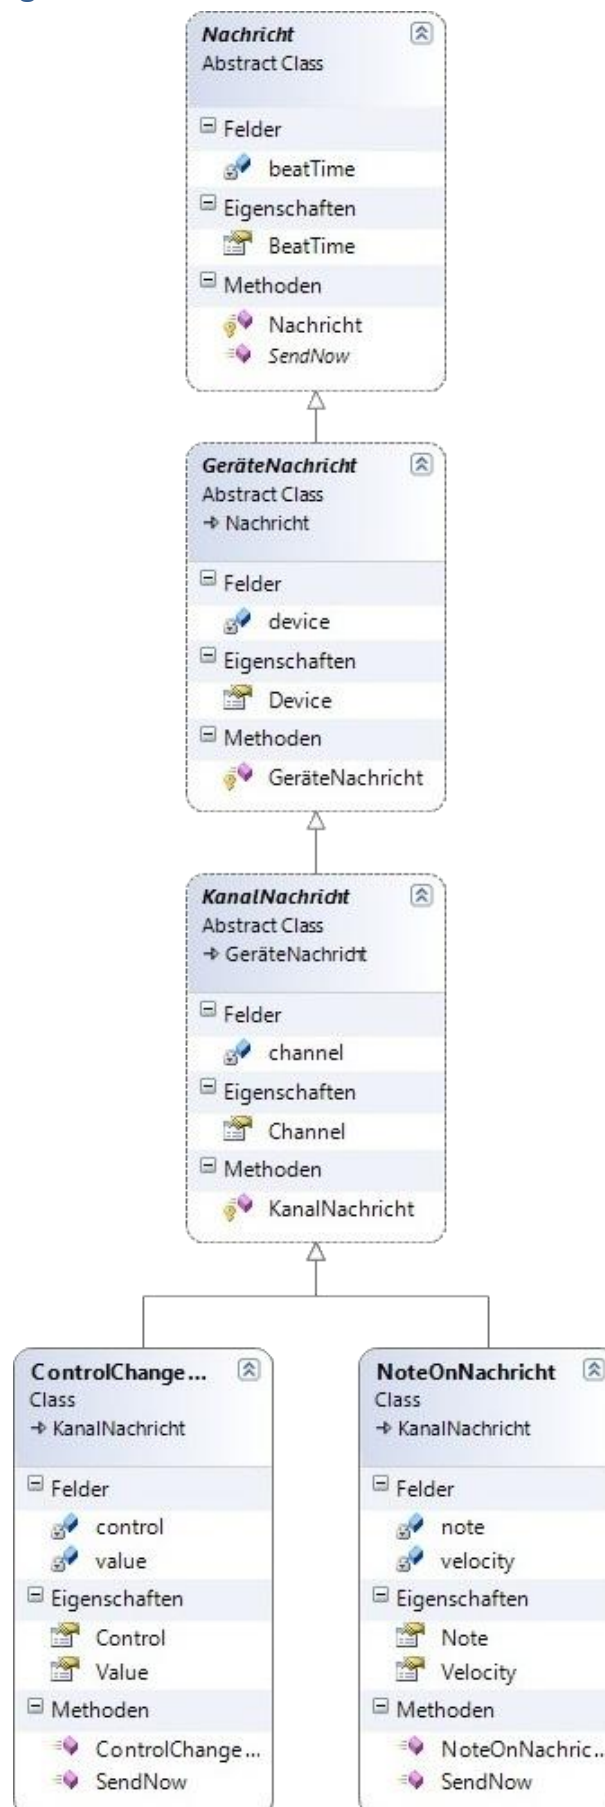 Nachricht
Abstract Class
Felder
beatTime
Eigenschaften
BeatTime
Methoden
Nachricht
SendNow
GeräteNachricht
Abstract Class
Nachricht
Felder
device
Eigenschaften
Device
Methoden
GeräteNachricht
KanalNachricht
Abstract Class
GeräteNachricht
Felder
channel
Eigenschaften
Channel
Methoden
KanalNachricht
ControlChange...
Class
KanalNachricht
Felder
control
value
Eigenschaften
Control
Value
Methoden
ControlChange...
SendNow
NoteOnNachricht
Class
KanalNachricht
Felder
note
velocity
Eigenschaften
Note
Velocity
Methoden
NoteOnNachric...
SendNow